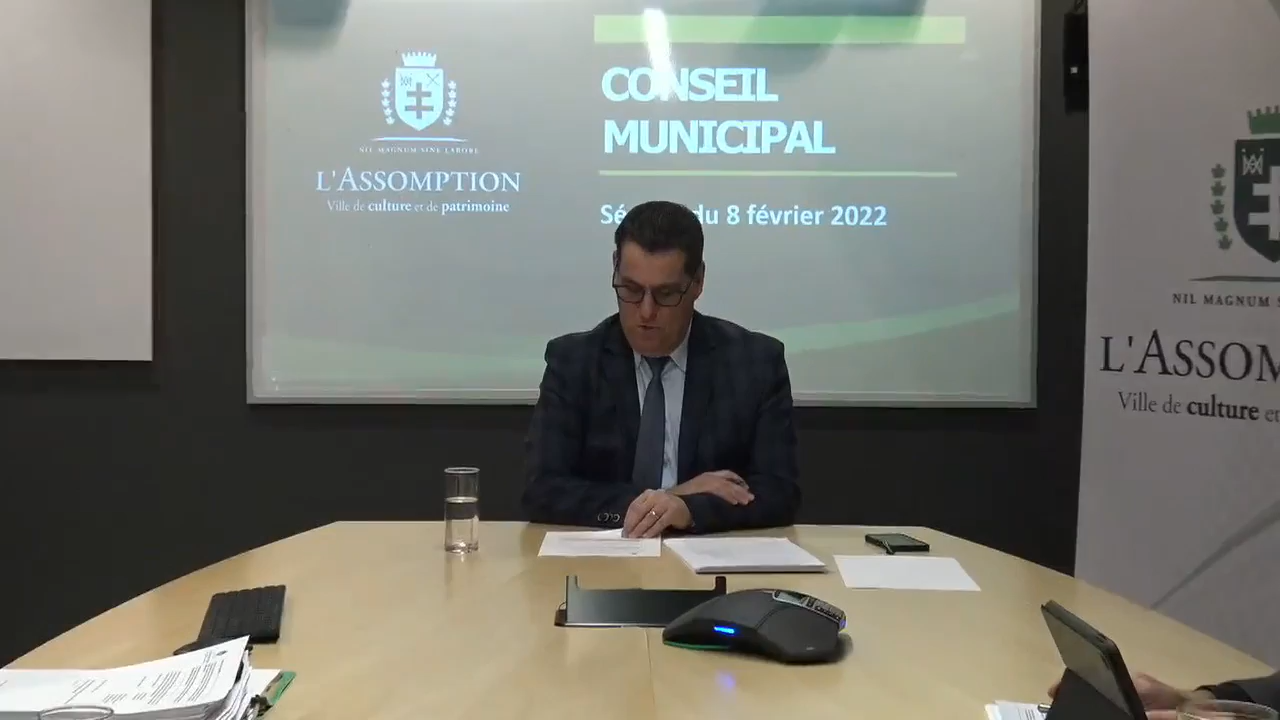 NIL MAGNUM SINE LABORE
L'ASSOMPTION
Ville de culture et de patrimoine
CONSEIL
MUNICIPAL
du 8 février 2022
NIL MAGNUM
L'ASSOM
Ville de culture et